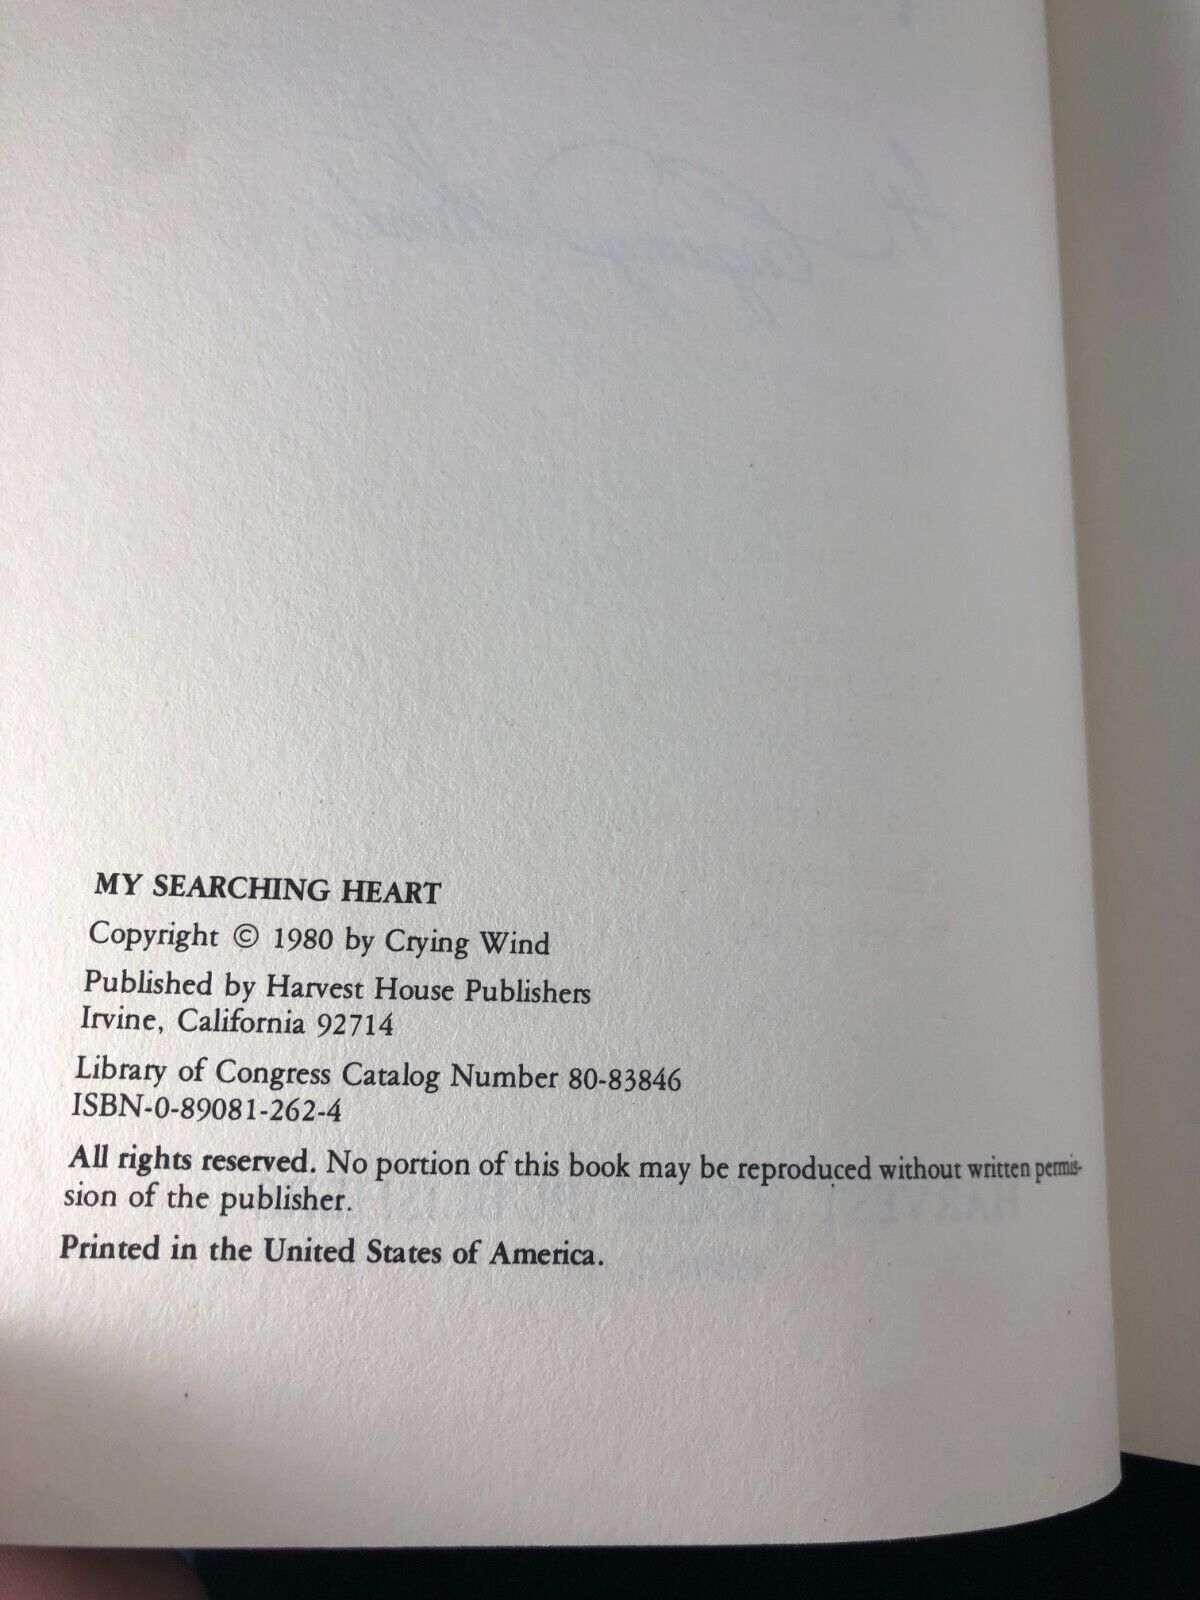 MY SEARCHING HEART
Copyright © 1980 by Crying Wind
Published by Harvest House Publishers
Irvine, California 92714
Library of Congress Catalog Number 80-83846
ISBN-0-89081-262-4
All rights reserved. No portion of this book may be reproduced without written permis-
sion of the publisher.
Printed in the United States of America.